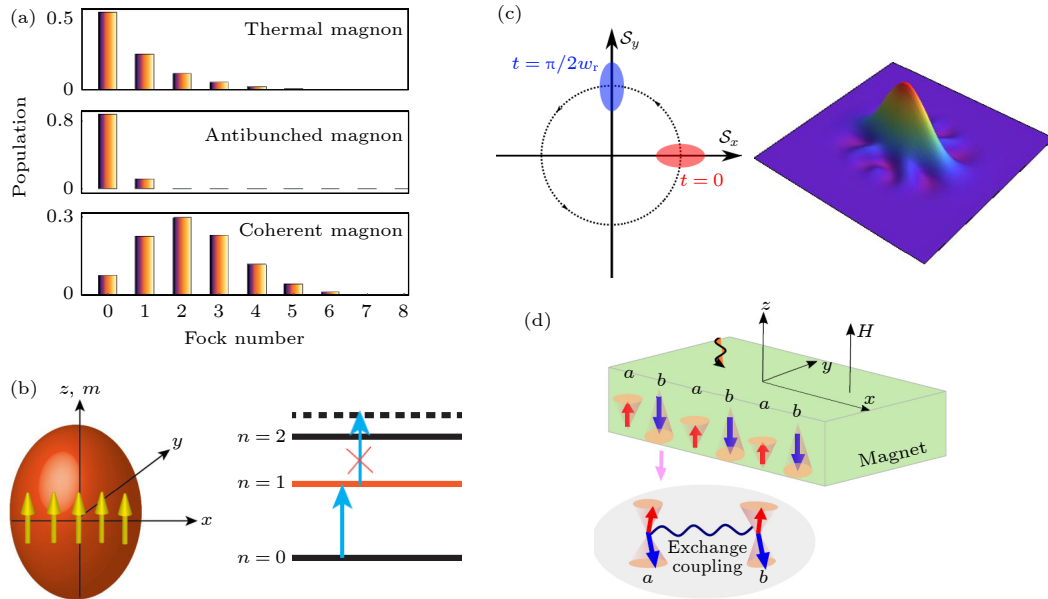 (a)
Population
0.5
0
Thermal magnon
0.8
0
Antibunched magnon
0.3
0
Coherent magnon
0 1 2 3 4 5 6 7 8
Fock number
(b)
z, m
y
x
n = 2
n = 1
n = 0
(c)
𝒮y
t = π/2wr
𝒮x
t = 0
(d)
z
H
y
x
a b a b a b
Magnet
Exchange
coupling
a b